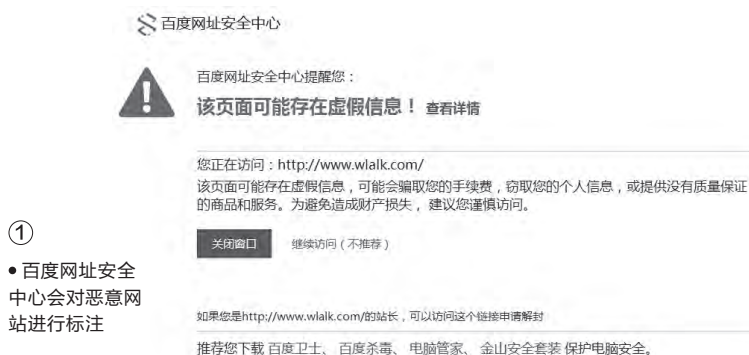 百度网址安全中心
百度网址安全中心提醒您：
该页面可能存在虚假信息！ 查看详情
您正在访问：http://www.wlalk.com/
该页面可能存在虚假信息，可能会骗取您的手续费，窃取您的个人信息，或提供没有质量保证
的商品和服务。为避免造成财产损失， 建议您谨慎访问。
关闭窗口 继续访问（不推荐）
①
●百度网址安全
中心会对恶意网
站进行标注
如果您是http://www.wlalk.com/的站长，可以访问这个链接申请解封
推荐您下载 百度卫士、 百度杀毒、 电脑管家、 金山安全套装 保护电脑安全。